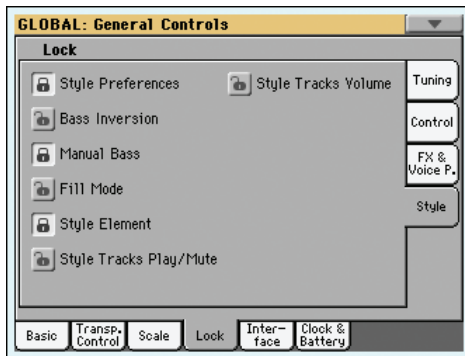 GLOBAL: General Controls
Lock
Style Preferences
Style Tracks Volume
Bass Inversion
Manual Bass
Fill Mode
Style Element
Style Tracks Play/Mute
Tuning
Control
FX &
Voice P.
Style
Basic
Transp.
Control
Scale
Lock
Inter-
face
Clock &
Battery